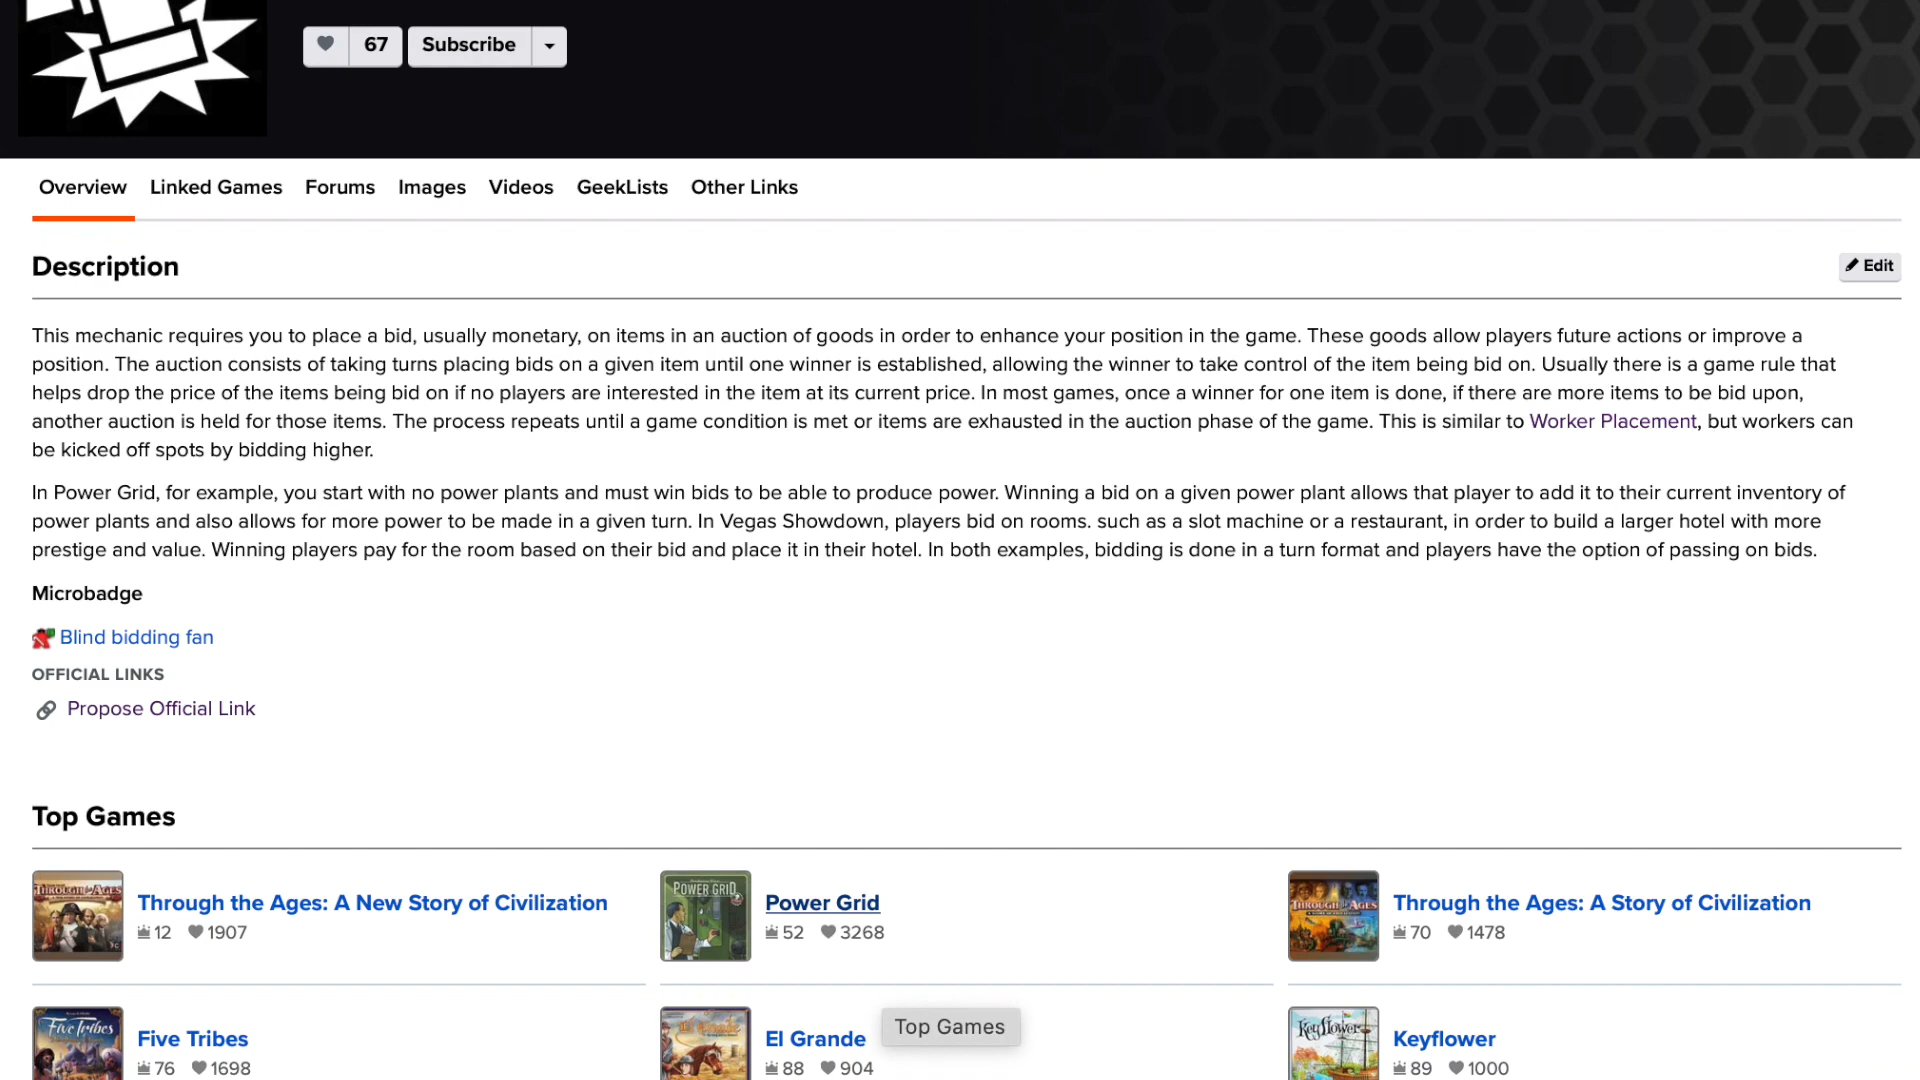 67 Subscribe
Overview Linked Games Forums Images Videos GeekLists Other Links
Description
Edit
This mechanic requires you to place a bid, usually monetary, on items in an auction of goods in order to enhance your position in the game. These goods allow players future actions or improve a
position. The auction consists of taking turns placing bids on a given item until one winner is established, allowing the winner to take control of the item being bid on. Usually there is a game rule that
helps drop the price of the items being bid on if no players are interested in the item at its current price. In most games, once a winner for one item is done, if there are more items to be bid upon,
another auction is held for those items. The process repeats until a game condition is met or items are exhausted in the auction phase of the game. This is similar to Worker Placement, but workers can
be kicked off spots by bidding higher.
In Power Grid, for example, you start with no power plants and must win bids to be able to produce power. Winning a bid on a given power plant allows that player to add it to their current inventory of
power plants and also allows for more power to be made in a given turn. In Vegas Showdown, players bid on rooms. such as a slot machine or a restaurant, in order to build a larger hotel with more
prestige and value. Winning players pay for the room based on their bid and place it in their hotel. In both examples, bidding is done in a turn format and players have the option of passing on bids.
Microbadge
Blind bidding fan
OFFICIAL LINKS
Propose Official Link
Top Games
THROUGH the AGES
Through the Ages: A New Story of Civilization
12 1907
POWER GRID
Power Grid
52 3268
THROUGH the AGES
Through the Ages: A Story of Civilization
70 1478
Five Tribes
Five Tribes
76 1698
El Grande
El Grande
88 904
Top Games
Keyflower
Keyflower
89 1000